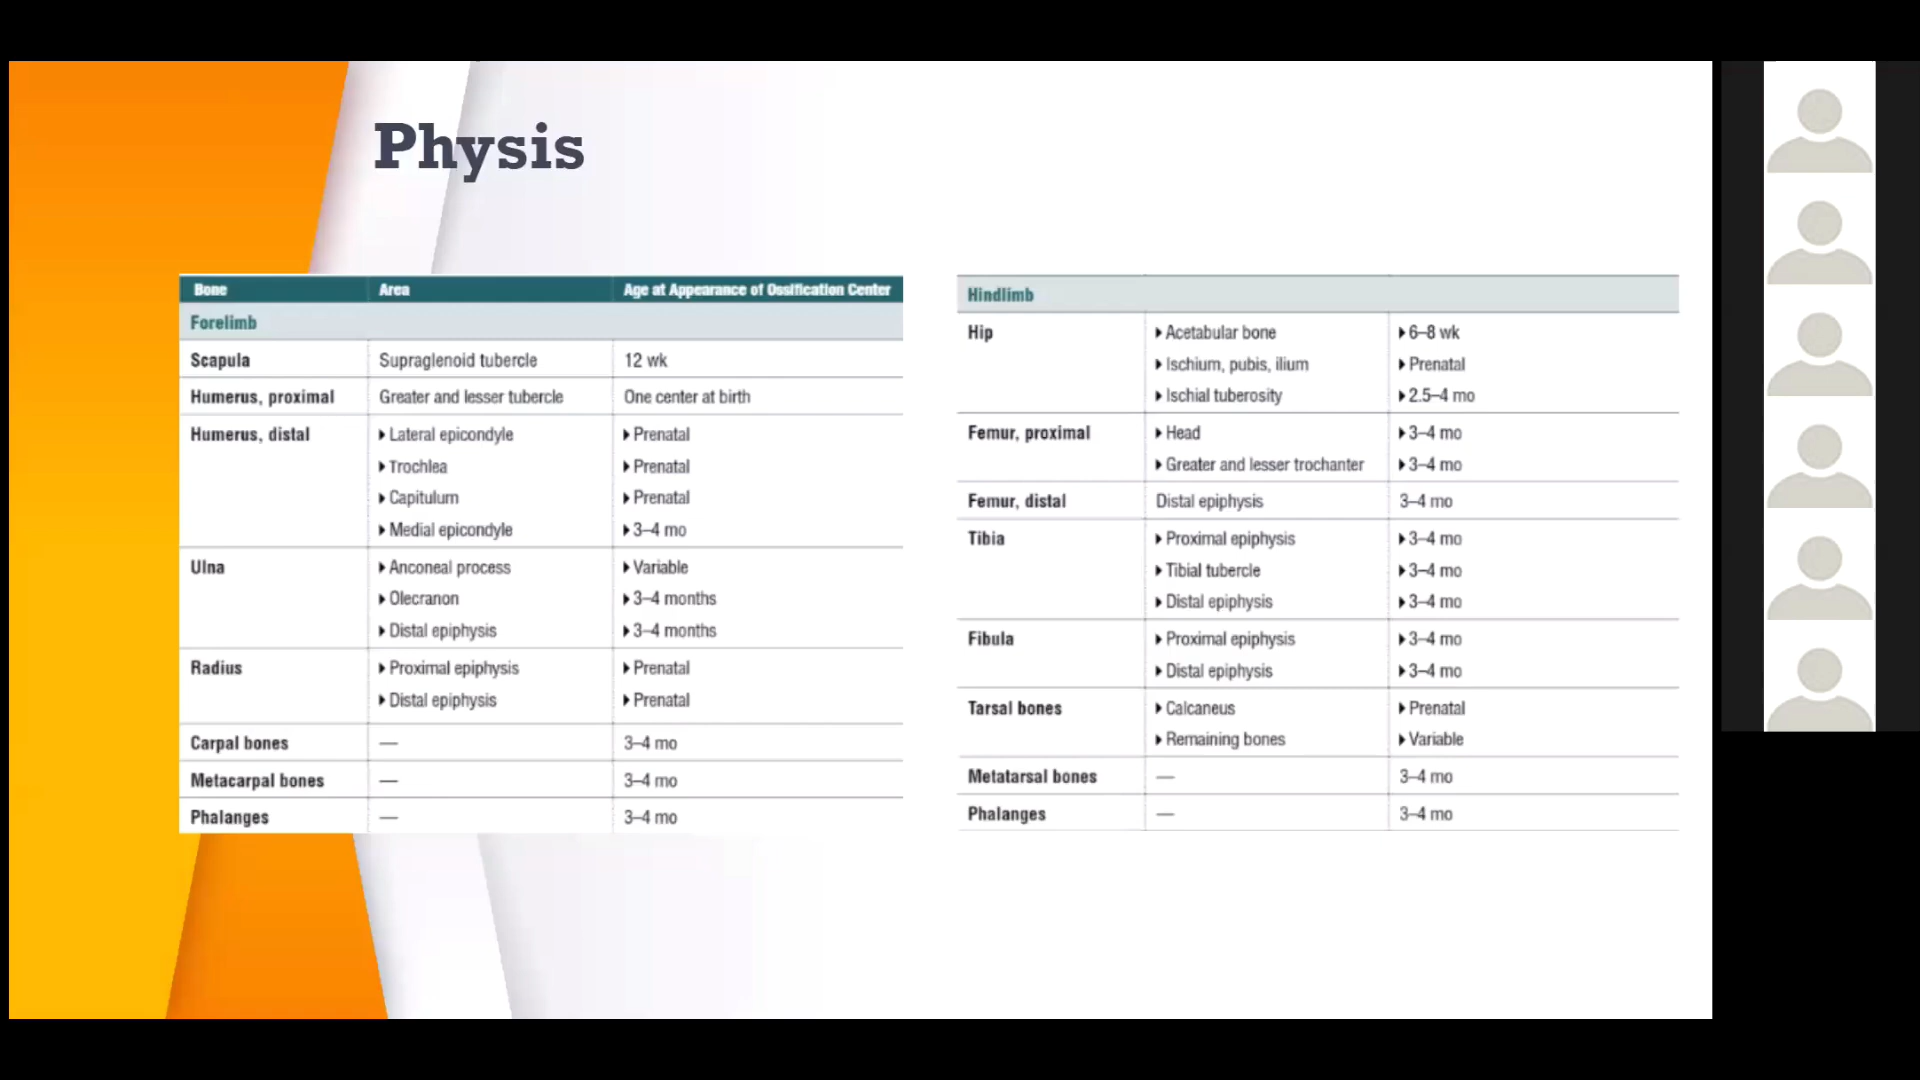 Physis
Bone Area Age at Appearance of Ossification Center
Forelimb
Scapula Supraglenoid tubercle 12 wk
Humerus, proximal Greater and lesser tubercle One center at birth
Humerus, distal ▶ Lateral epicondyle ▶ Prenatal
▶ Trochlea ▶ Prenatal
▶ Capitulum ▶ Prenatal
▶ Medial epicondyle ▶ 3–4 mo
Ulna ▶ Anconeal process ▶ Variable
▶ Olecranon ▶ 3–4 months
▶ Distal epiphysis ▶ 3–4 months
Radius ▶ Proximal epiphysis ▶ Prenatal
▶ Distal epiphysis ▶ Prenatal
Carpal bones — 3–4 mo
Metacarpal bones — 3–4 mo
Phalanges — 3–4 mo
Hindlimb
Hip ▶ Acetabular bone ▶ 6–8 wk
▶ Ischium, pubis, ilium ▶ Prenatal
▶ Ischial tuberosity ▶ 2.5–4 mo
Femur, proximal ▶ Head ▶ 3–4 mo
▶ Greater and lesser trochanter ▶ 3–4 mo
Femur, distal Distal epiphysis 3–4 mo
Tibia ▶ Proximal epiphysis ▶ 3–4 mo
▶ Tibial tubercle ▶ 3–4 mo
▶ Distal epiphysis ▶ 3–4 mo
Fibula ▶ Proximal epiphysis ▶ 3–4 mo
▶ Distal epiphysis ▶ 3–4 mo
Tarsal bones ▶ Calcaneus ▶ Prenatal
▶ Remaining bones ▶ Variable
Metatarsal bones — 3–4 mo
Phalanges — 3–4 mo